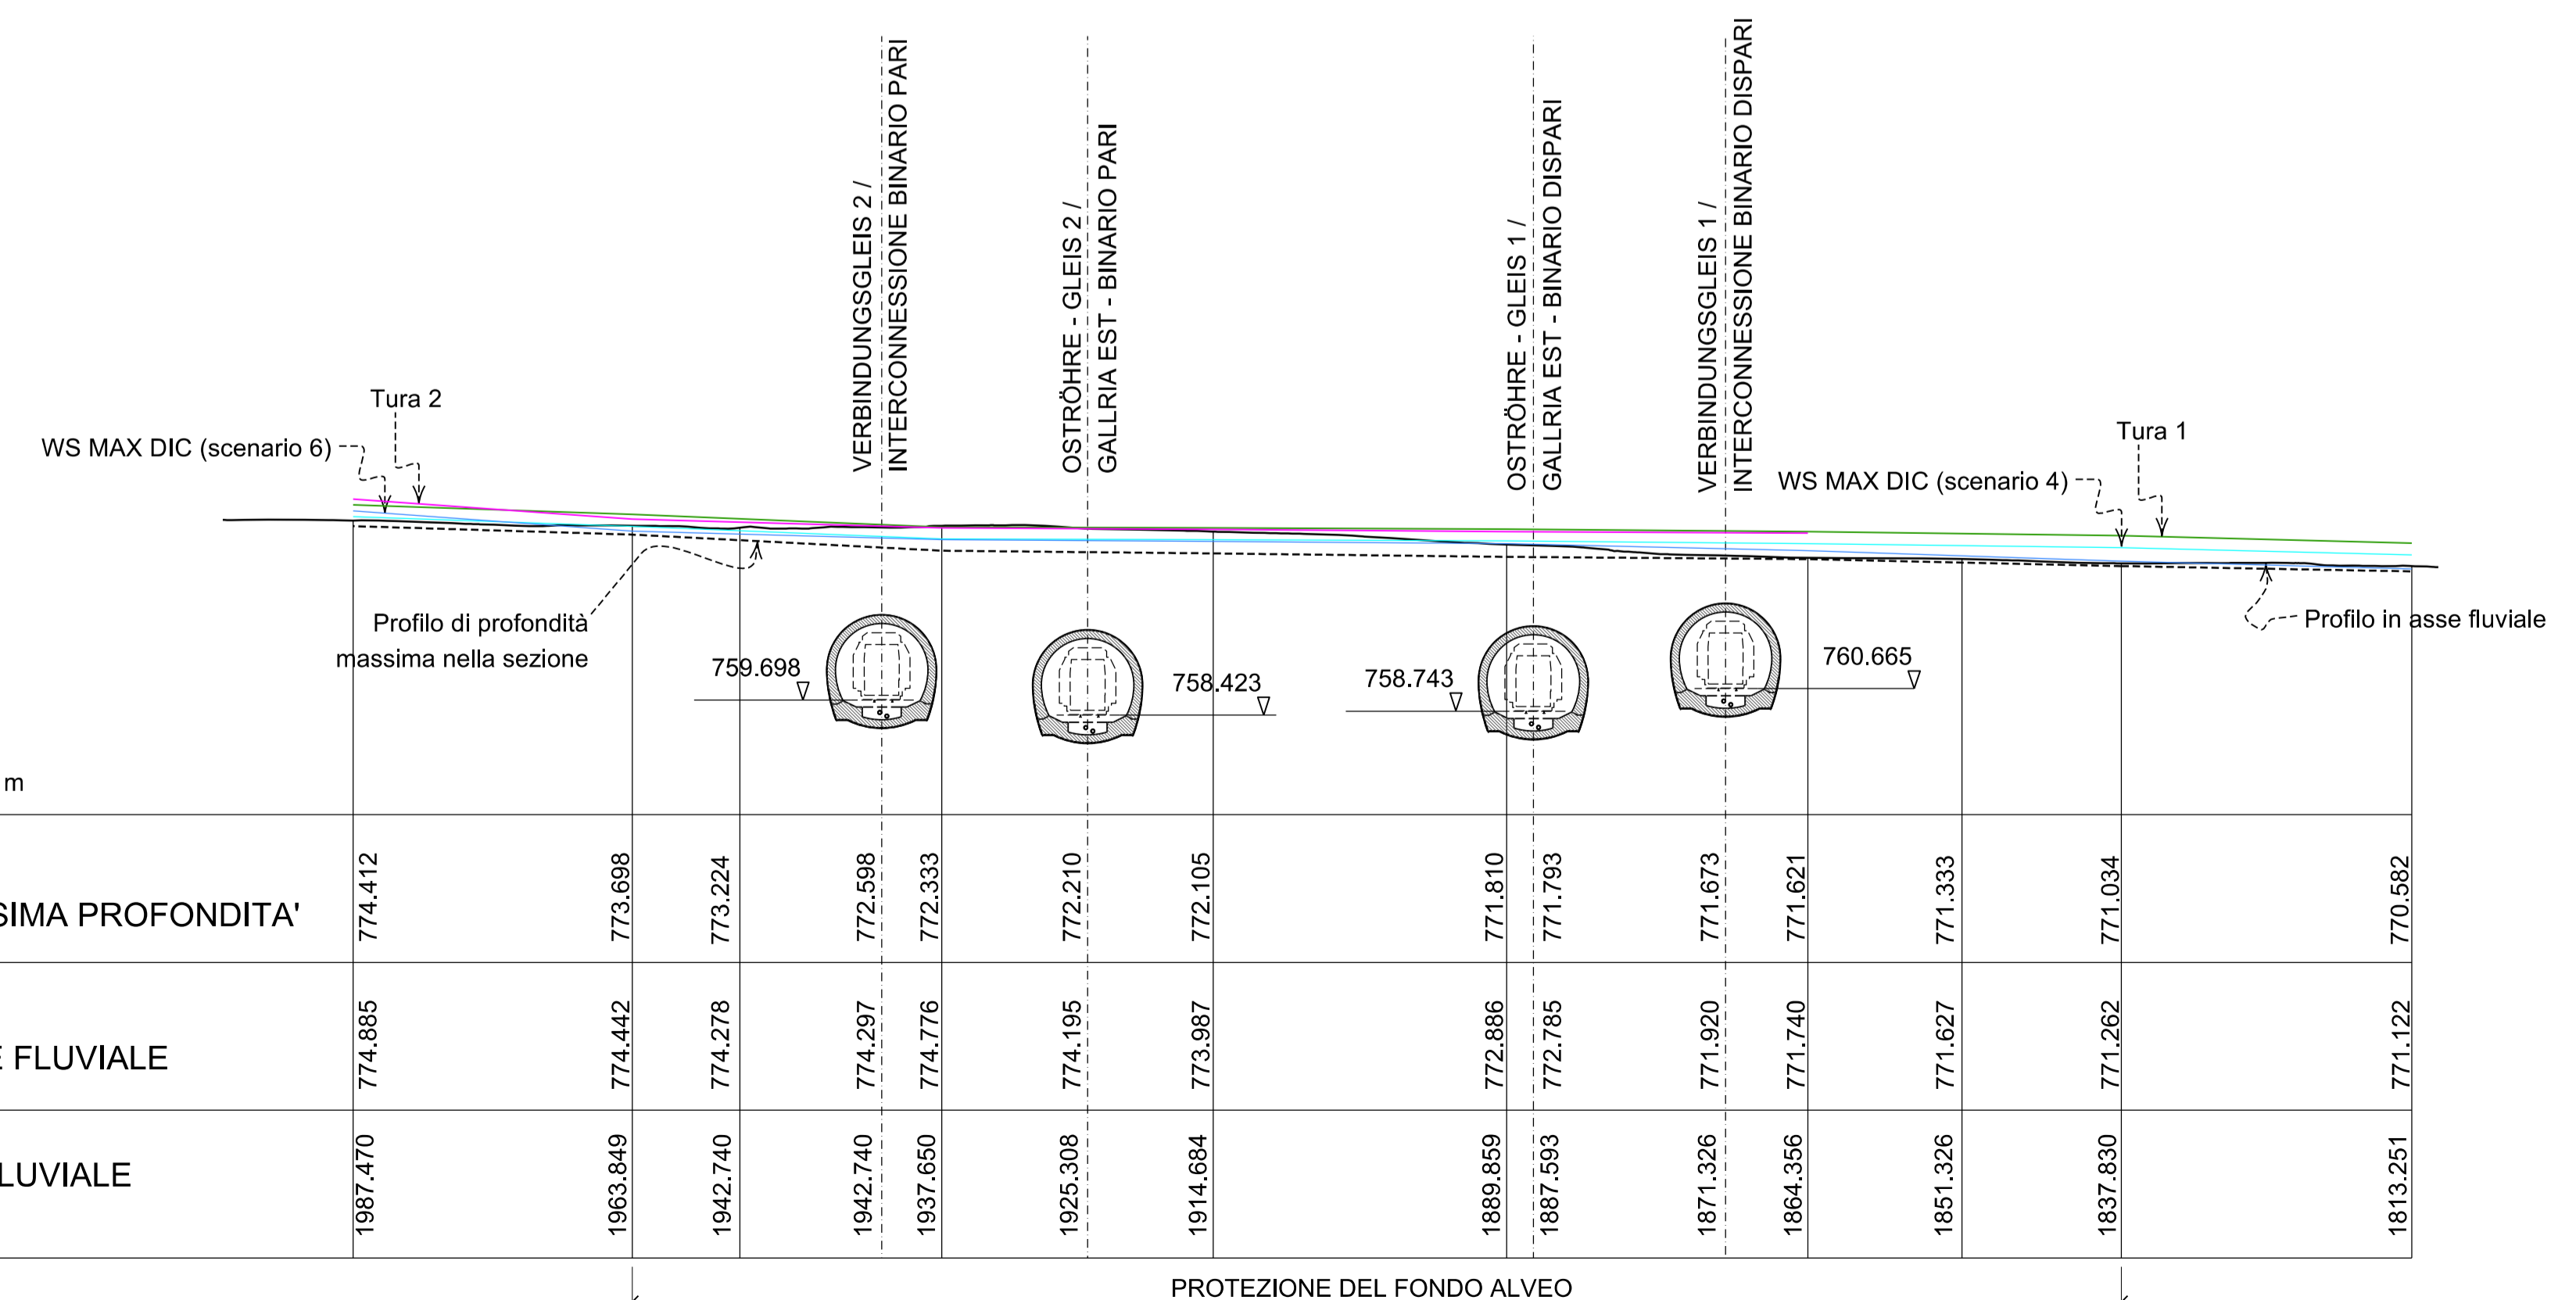 VERBINDUNGSGLEIS 2 /
INTERCONNESSIONE BINARIO PARI
OSTRÖHRE - GLEIS 2 /
GALLRIA EST - BINARIO PARI
OSTRÖHRE - GLEIS 1 /
GALLRIA EST - BINARIO DISPARI
VERBINDUNGSGLEIS 1 /
INTERCONNESSIONE BINARIO DISPARI
Tura 2
WS MAX DIC (scenario 6)
Tura 1
WS MAX DIC (scenario 4)
Profilo di profondità
massima nella sezione
Profilo in asse fluviale
759.698
758.423
758.743
760.665
m
SIMA PROFONDITA'
774.412
773.698
773.224
772.598
772.333
772.210
772.105
771.810
771.793
771.673
771.621
771.333
771.034
770.582
E FLUVIALE
774.885
774.442
774.278
774.297
774.776
774.195
773.987
772.886
772.785
771.920
771.740
771.627
771.262
771.122
LUVIALE
1987.470
1963.849
1942.740
1942.740
1937.650
1925.308
1914.684
1889.859
1887.593
1871.326
1864.356
1851.326
1837.830
1813.251
PROTEZIONE DEL FONDO ALVEO